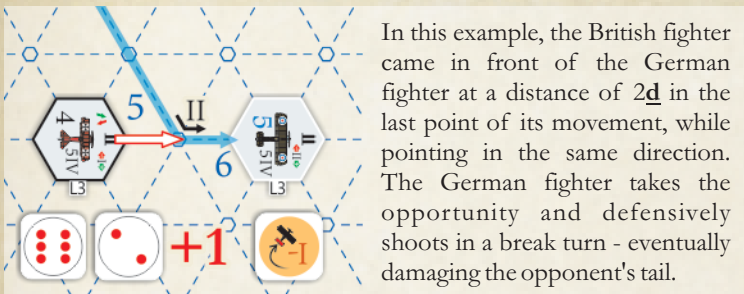 In this example, the British fighter
came in front of the German
fighter at a distance of 2d in the
last point of its movement, while
pointing in the same direction.
The German fighter takes the
opportunity and defensively
shoots in a break turn - eventually
damaging the opponent's tail.
5
II
6
4
5IV
II
L3
5
5IV
II
L3
+1
-I